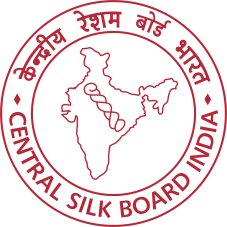 केन्द्रीय रेशम बोर्ड भारत
CENTRAL SILK BOARD INDIA